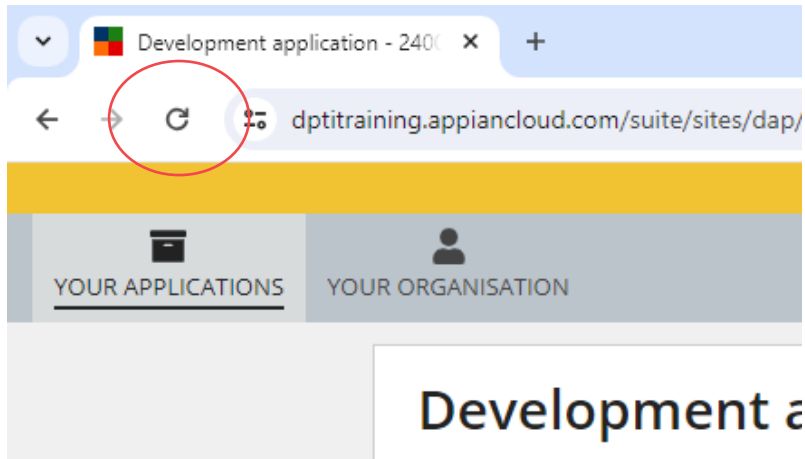 Development application - 240
dptitraining.appiancloud.com/suite/sites/dap/
YOUR APPLICATIONS
YOUR ORGANISATION
Development a